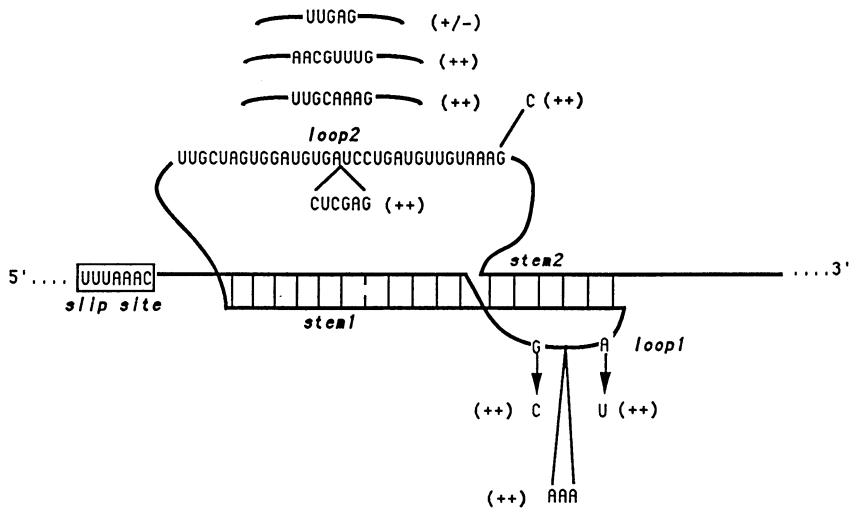 UUGAG (+/-)
AACGUUUG (++)
UUGCAAAG (++)
C (++)
loop2
UUGCUAGUGGAUGUGAUCCUGAUGUUGUAAAG
CUCGAG (++)
stem2
5'.... UUUAAAC ....3'
slip site
stem1
G A loop1
(++) C U (++)
(++) AAA